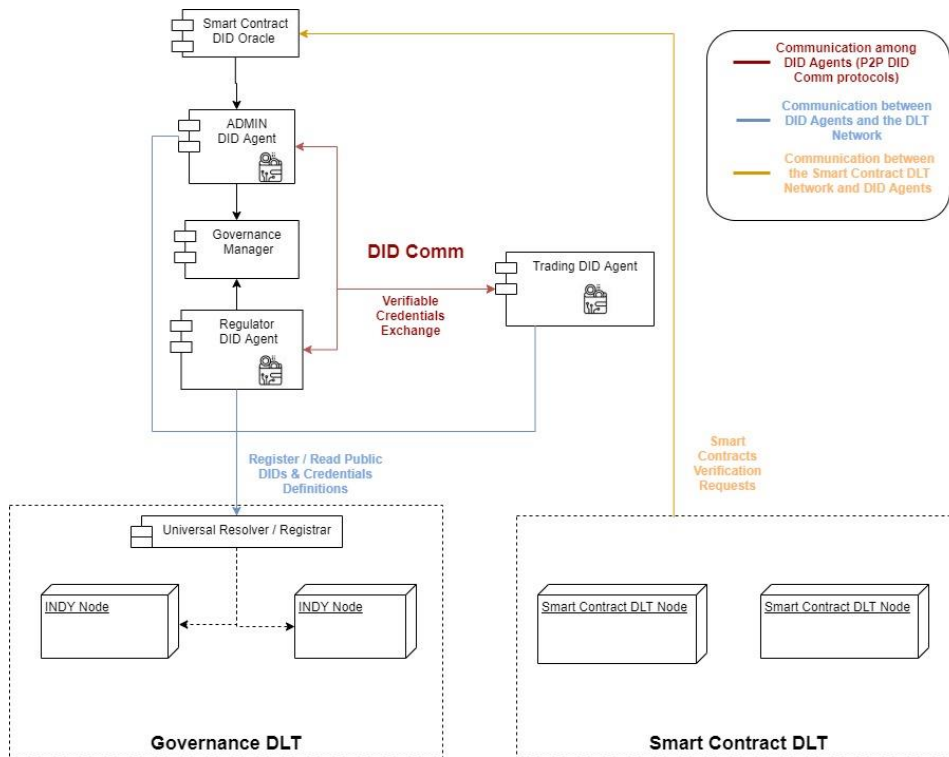 Smart Contract
DID Oracle
Communication among
DID Agents (P2P DID
Comm protocols)
Communication between
DID Agents and the DLT
Network
Communication between
the Smart Contract DLT
Network and DID Agents
ADMIN
DID Agent
Governance
Manager
DID Comm
Verifiable
Credentials
Exchange
Trading DID Agent
Regulator
DID Agent
Register / Read Public
DIDs & Credentials
Definitions
Smart
Contracts
Verification
Requests
Universal Resolver / Registrar
INDY Node
INDY Node
Governance DLT
Smart Contract DLT Node
Smart Contract DLT Node
Smart Contract DLT